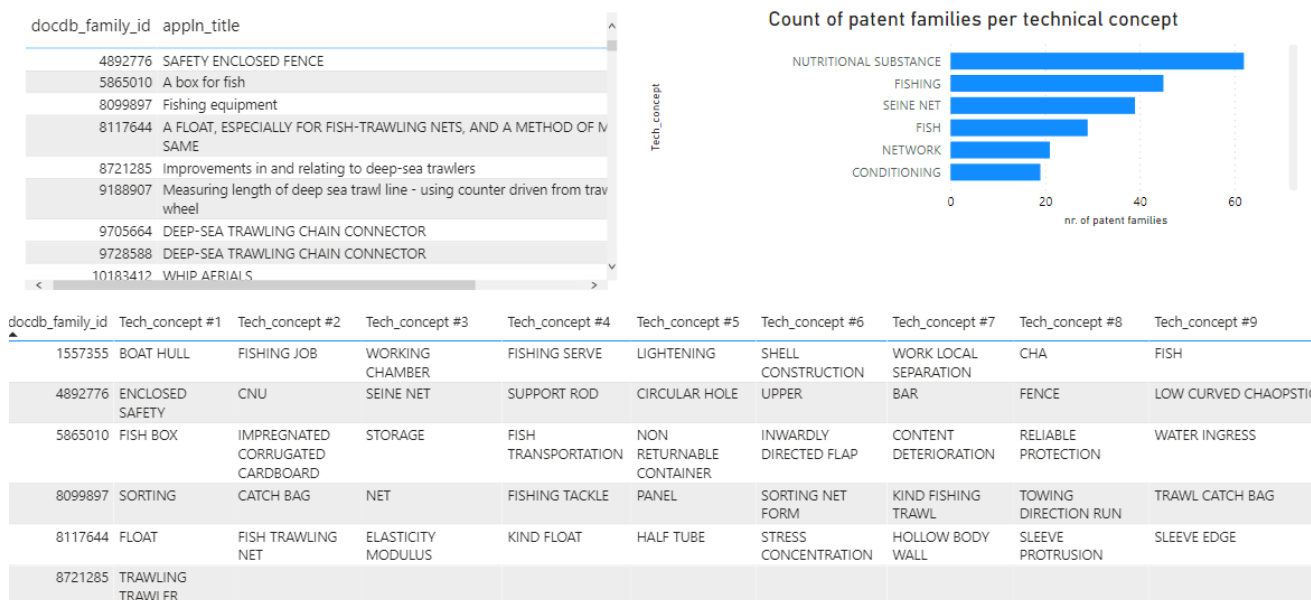 docdb_family_id appln_title
4892776 SAFETY ENCLOSED FENCE
5865010 A box for fish
8099897 Fishing equipment
8117644 A FLOAT, ESPECIALLY FOR FISH-TRAWLING NETS, AND A METHOD OF
SAME
8721285 Improvements in and relating to deep-sea trawlers
9188907 Measuring length of deep sea trawl line - using counter driven from
wheel
9705664 DEEP-SEA TRAWLING CHAIN CONNECTOR
9728588 DEEP-SEA TRAWLING CHAIN CONNECTOR
10183412 WHIP AERIALS
Count of patent families per technical concept
Tech_concept
NUTRITIONAL SUBSTANCE
FISHING
SEINE NET
FISH
NETWORK
CONDITIONING
0 20 40 60
nr. of patent families
docdb_family_id Tech_concept #1 Tech_concept #2 Tech_concept #3 Tech_concept #4 Tech_concept #5 Tech_concept #6 Tech_concept #7 Tech_concept #8 Tech_concept #9
1557355 BOAT HULL FISHING JOB WORKING FISHING SERVE LIGHTENING SHELL WORK LOCAL CHA FISH
CHAMBER CONSTRUCTION SEPARATION
4892776 ENCLOSED CNU SEINE NET SUPPORT ROD CIRCULAR HOLE UPPER BAR FENCE LOW CURVED
SAFETY
5865010 FISH BOX IMPREGNATED STORAGE FISH NON INWARDLY CONTENT RELIABLE WATER INGRESS
CORRUGATED TRANSPORTATION RETURNABLE DIRECTED FLAP DETERIORATION PROTECTION
CARDBOARD CONTAINER
8099897 SORTING CATCH BAG NET FISHING TACKLE PANEL SORTING NET KIND FISHING TOWING TRAWL CATCH BAG
FORM TRAWL DIRECTION RUN
8117644 FLOAT FISH TRAWLING ELASTICITY KIND FLOAT HALF TUBE STRESS HOLLOW BODY SLEEVE SLEEVE EDGE
NET MODULUS CONCENTRATION WALL PROTRUSION
8721285 TRAWLING
TRAWLER